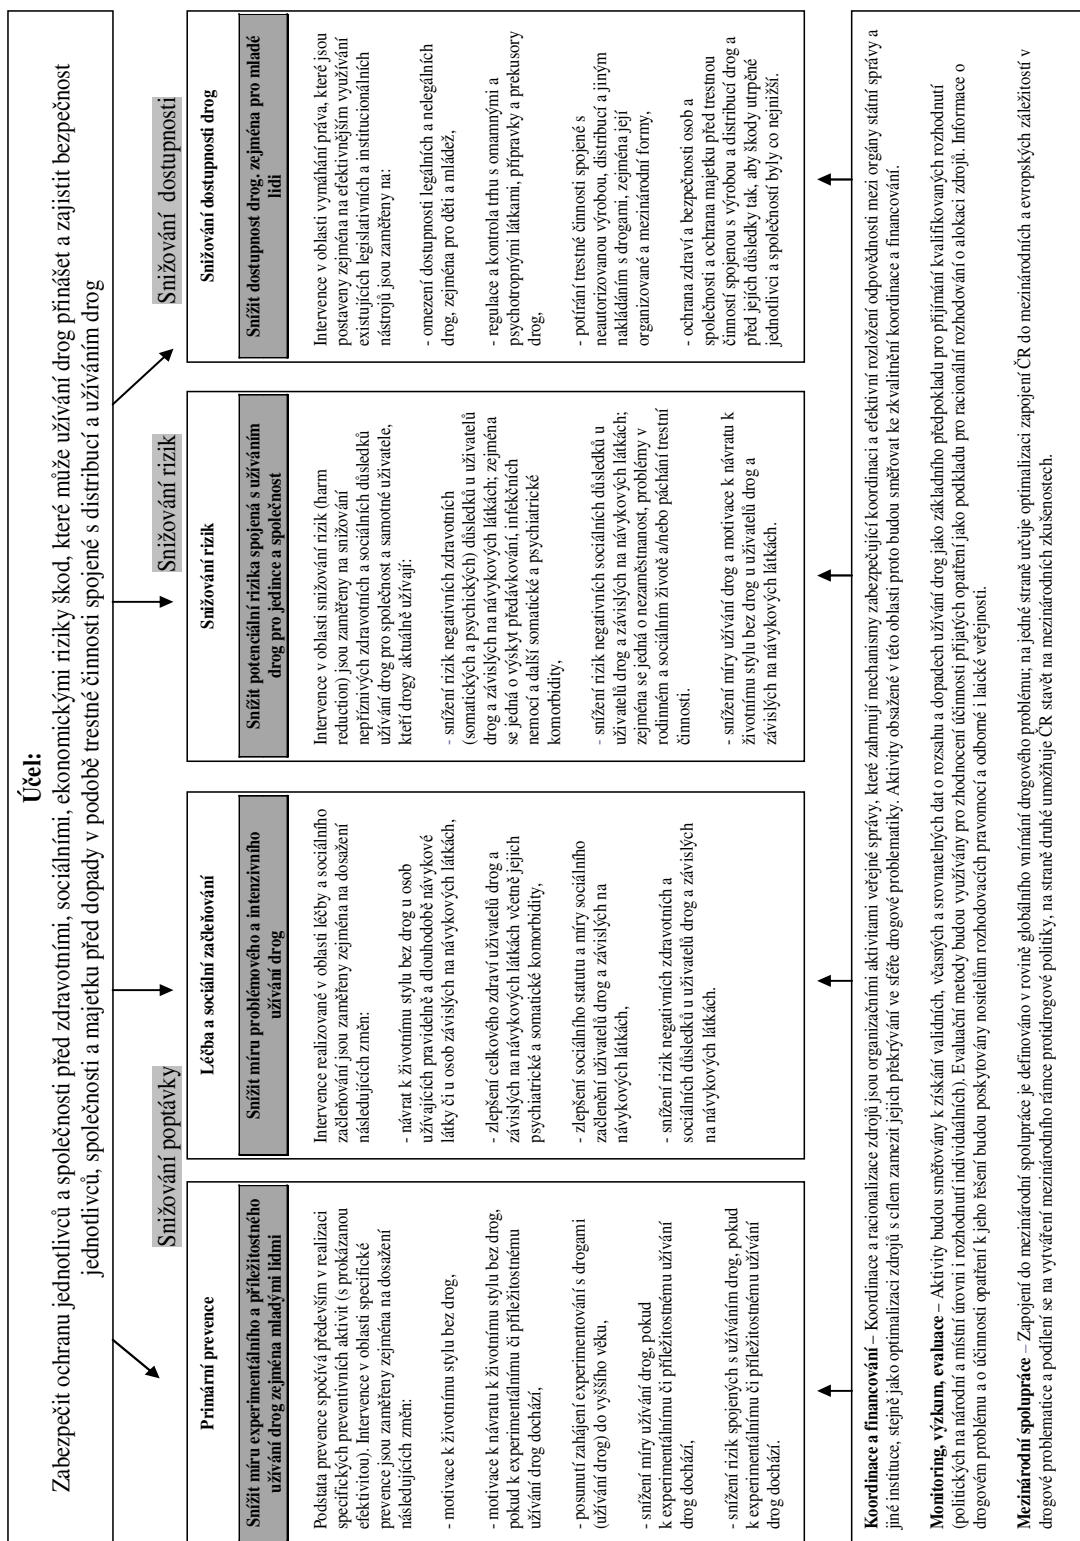 Účel:
Zabezpečit ochranu jednotlivců a společnosti před zdravotními, sociálními, ekonomickými riziky škod, které může užívání drog přinášet a zajistit bezpečnost
jednotlivců, společnosti a majetku před dopady v podobě trestné činnosti spojené s distribucí a užíváním drog
Snižování poptávky
Snižování rizik
Snižování dostupnosti
Primární prevence
Snížit míru experimentálního a příležitostného
užívání drog zejména mladými lidmi
Podstata prevence spočívá především v realizaci
specifických preventivních aktivit (s prokázanou
efektivitou). Intervence v oblasti specifické
prevence jsou zaměřeny zejména na dosažení
následujících změn:
- motivace k životnímu stylu bez drog,
- motivace k návratu k životnímu stylu bez drog,
pokud k experimentálnímu či příležitostnému
užívání drog dochází,
- posunutí zahájení experimentování s drogami
(užívání drog) do vyššího věku,
- snížení míry užívání drog, pokud
k experimentálnímu či příležitostnému užívání
drog dochází,
- snížení rizik spojených s užíváním drog, pokud
k experimentálnímu či příležitostnému užívání
drog dochází.
Léčba a sociální začleňování
Snížit míru problémového a intenzivního
užívání drog
Intervence realizované v oblasti léčby a sociálního
začleňování jsou zaměřeny zejména na dosažení
následujících změn:
- návrat k životnímu stylu bez drog u osob
užívajících pravidelně a dlouhodobě návykové
látky či u osob závislých na návykových látkách,
- zlepšení celkového zdraví uživatelů drog a
závislých na návykových látkách včetně jejich
psychiatrické a somatické komorbidity,
- zlepšení sociálního statutu a míry sociálního
začlenění uživatelů drog a závislých na
návykových látkách,
- snížení rizik negativních zdravotních a
sociálních důsledků u uživatelů drog a závislých
na návykových látkách.
Snižování rizik
Snížit potenciální rizika spojená s užíváním
drog pro jedince a společnost
Intervence v oblasti snižování rizik (harm
reduction) jsou zaměřeny na snižování
nepříznivých zdravotních a sociálních důsledků
užívání drog pro společnost a samotné uživatele,
kteří drogy aktuálně užívají:
- snížení rizik negativních zdravotních
(somatických a psychických) důsledků u uživatelů
drog a závislých na návykových látkách; zejména
se jedná o výskyt předávkování, infekčních
nemocí a další somatické a psychiatrické
komorbidity,
- snížení rizik negativních sociálních důsledků u
uživatelů drog a závislých na návykových látkách;
zejména se jedná o nezaměstnanost, problémy v
rodinném a sociálním životě a/nebo páchání trestní
činnosti.
- snížení míry užívání drog a motivace k návratu k
životnímu stylu bez drog u uživatelů drog a
závislých na návykových látkách.
Snižování dostupnosti drog
Snížit dostupnost drog, zejména pro mladé
lidi
Intervence v oblasti vymáhání práva, které jsou
postaveny zejména na efektivnějším využívání
existujících legislativních a institucionálních
nástrojů jsou zaměřeny na:
- omezení dostupnosti legálních a nelegálních
drog, zejména pro děti a mládež,
- regulace a kontrola trhu s omamnými a
psychotropnými látkami, přípravky a prekusory
drog,
- potírání trestné činnosti spojené s
neautorizovanou výrobou, distribucí a jiným
nakládáním s drogami, zejména její
organizované a mezinárodní formy,
- ochrana zdraví a bezpečnosti osob a
společnosti a ochrana majetku před trestnou
činností spojenou s výrobou a distribucí drog a
před jejich důsledky tak, aby škody utrpěné
jednotlivci a společností byly co nejnižší.
Koordinace a financování – Koordinace a racionalizace zdrojů jsou organizačními aktivitami veřejné správy, které zahrnují mechanismy zabezpečující koordinaci a efektivní rozložení odpovědnosti mezi orgány státní správy a
jiné instituce, stejně jako optimalizaci zdrojů s cílem zamezit jejich překrývání ve sféře drogové problematiky. Aktivity obsažené v této oblasti proto budou směřovat ke zkvalitnění koordinace a financování.
Monitoring, výzkum, evaluace – Aktivity budou směřovány k získání validních, včasných a srovnatelných dat o rozsahu a dopadech užívání drog jako základního předpokladu pro přijímání kvalifikovaných rozhodnutí
(politických na národní a místní úrovni i rozhodnutí individuálních). Evaluační metody budou využívány pro zhodnocení účinnosti přijatých opatření jako podkladu pro racionální rozhodování o alokaci zdrojů. Informace o
drogovém problému a o účinnosti opatření k jeho řešení budou poskytovány nositelům rozhodovacích pravomocí a odborné i laické veřejnosti.
Mezinárodní spolupráce – Zapojení do mezinárodní spolupráce je definováno v rovině globálního vnímání drogového problému; na jedné straně určuje optimalizaci zapojení ČR do mezinárodních a evropských záležitostí v
drogové problematice a podílení se na vytváření mezinárodního rámce protidrogové politiky, na straně druhé umožňuje ČR stavět na mezinárodních zkušenostech.